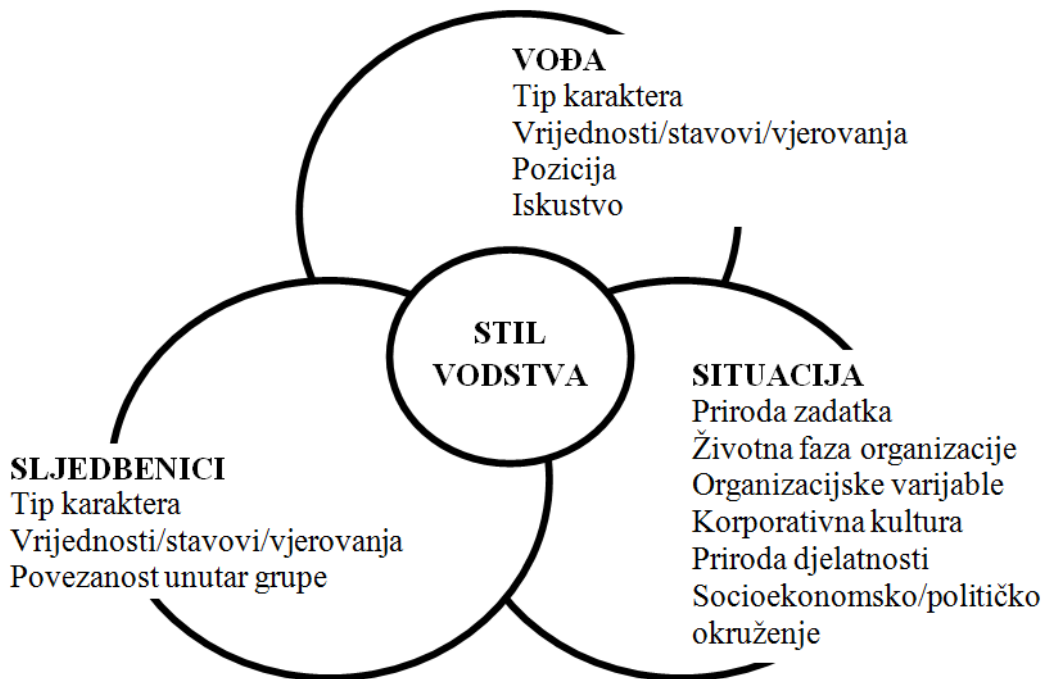 VOĐA
Tip karaktera
Vrijednosti/stavovi/vjerovanja
Pozicija
Iskustvo
STIL
VODSTVA
SITUACIJA
Priroda zadatka
Životna faza organizacije
Organizacijske varijable
Korporativna kultura
Priroda djelatnosti
Socioekonomsko/političko
okruženje
SLJEDBENICI
Tip karaktera
Vrijednosti/stavovi/vjerovanja
Povezanost unutar grupe